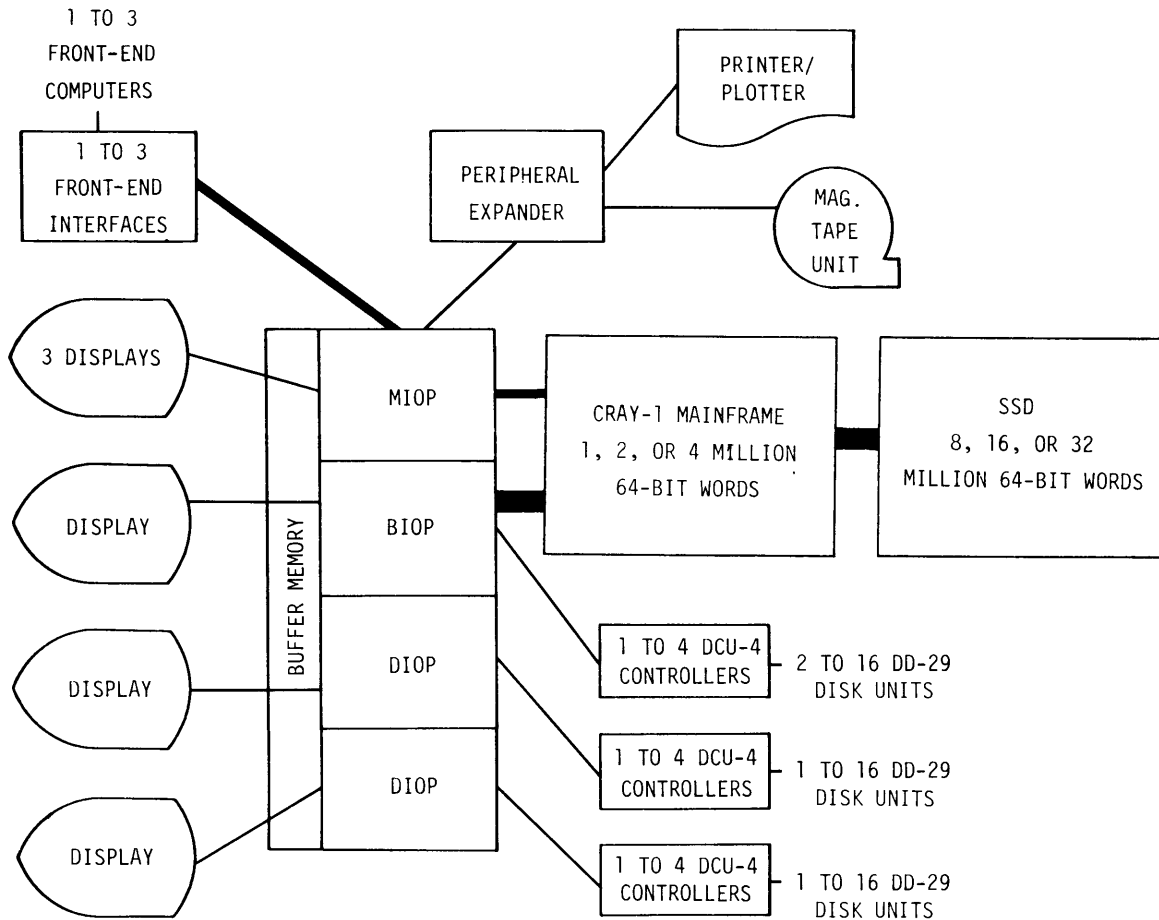 1 TO 3
FRONT-END
COMPUTERS
1 TO 3
FRONT-END
INTERFACES
PERIPHERAL
EXPANDER
PRINTER/
PLOTTER
MAG.
TAPE
UNIT
3 DISPLAYS
DISPLAY
DISPLAY
DISPLAY
BUFFER MEMORY
MIOP
BIOP
DIOP
DIOP
CRAY-1 MAINFRAME
1, 2, OR 4 MILLION
64-BIT WORDS
SSD
8, 16, OR 32
MILLION 64-BIT WORDS
1 TO 4 DCU-4
CONTROLLERS
2 TO 16 DD-29
DISK UNITS
1 TO 4 DCU-4
CONTROLLERS
1 TO 16 DD-29
DISK UNITS
1 TO 4 DCU-4
CONTROLLERS
1 TO 16 DD-29
DISK UNITS